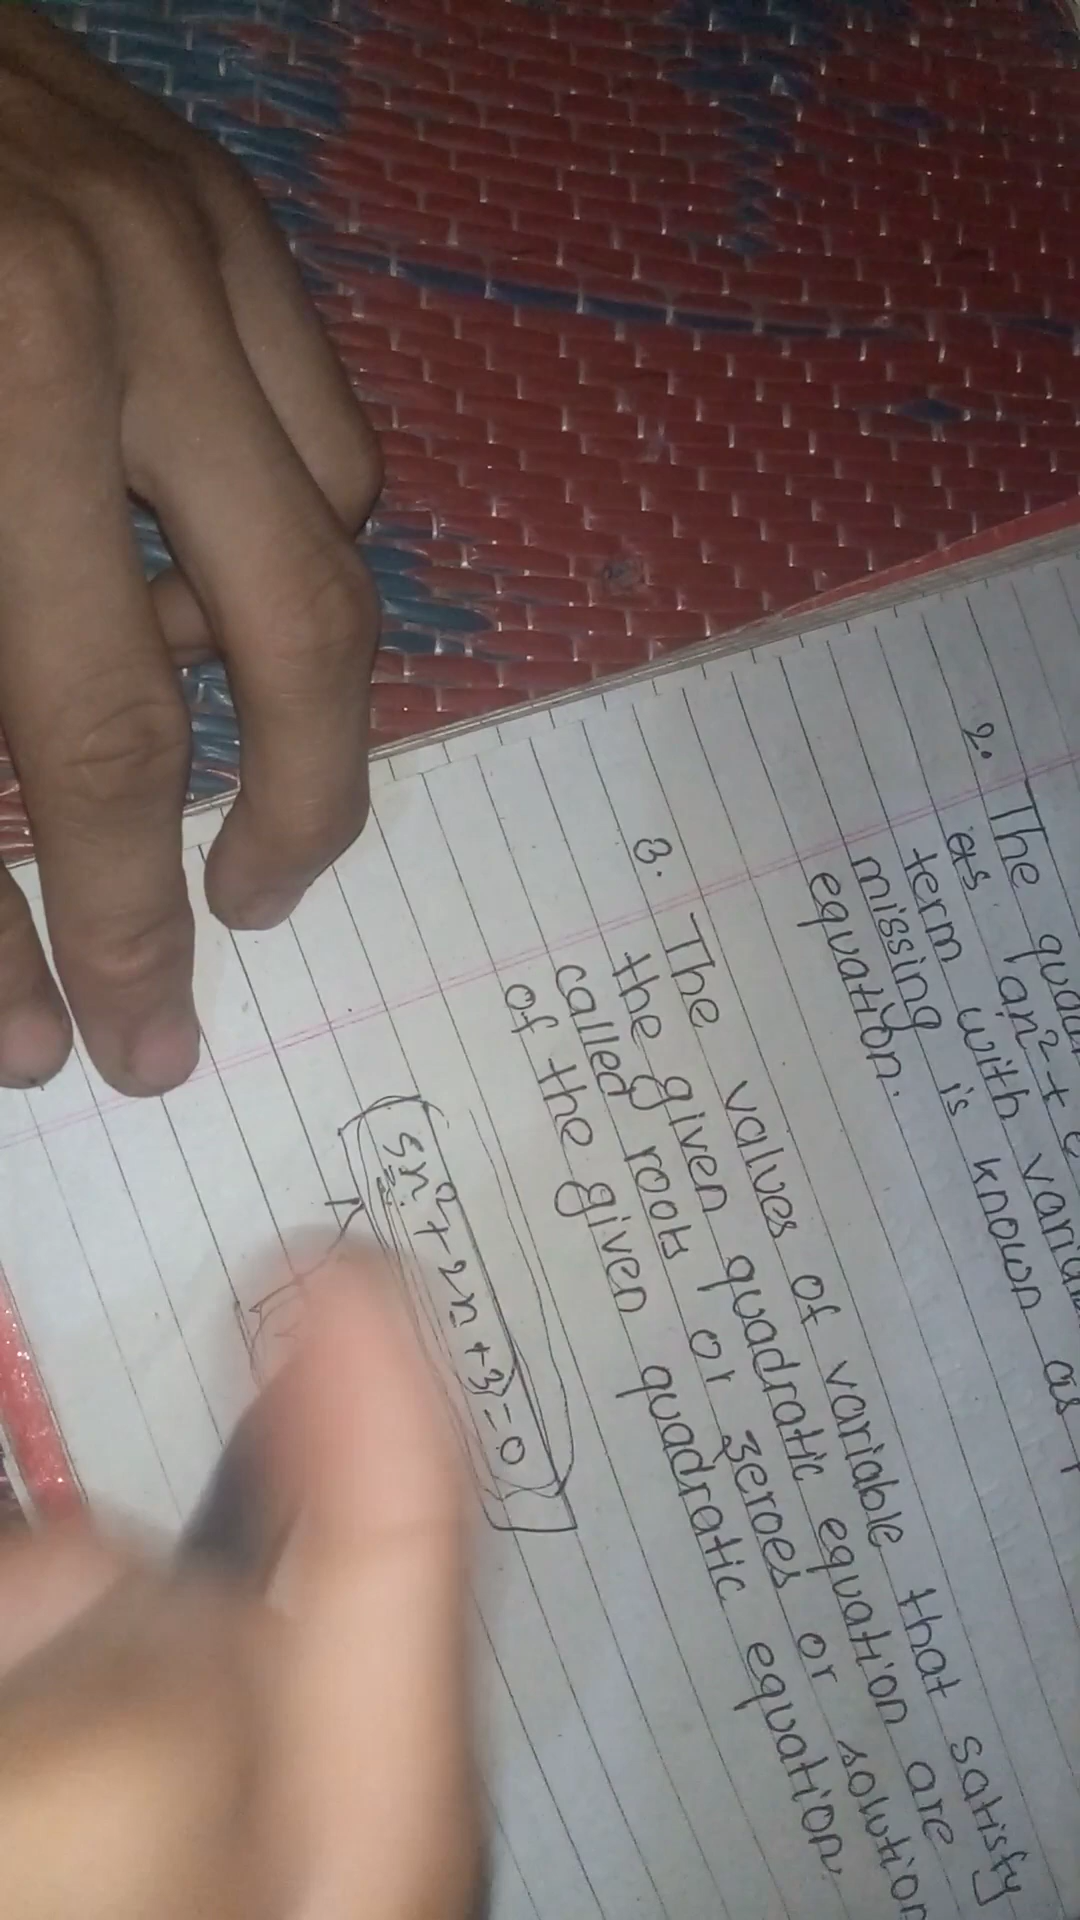 2. The
as an² + variable
term with known as
missing is
equation.
3. The values of variable that satisfy
the given quadratic equation are
called roots or zeroes or solution
of the given quadratic equation.
5x² + 2x + 3 = 0